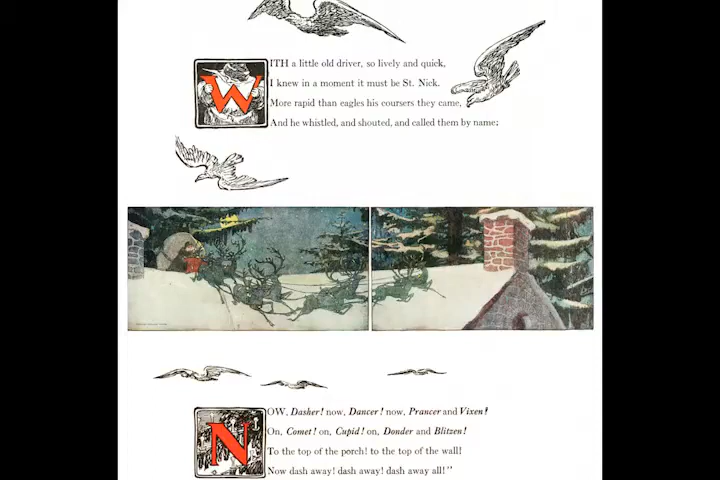 WITH a little old driver, so lively and quick,
I knew in a moment it must be St. Nick.
More rapid than eagles his coursers they came,
And he whistled, and shouted, and called them by name;
NOW, Dasher! now, Dancer! now, Prancer and Vixen!
On, Comet! on, Cupid! on, Donder and Blitzen!
To the top of the porch! to the top of the wall!
Now dash away! dash away! dash away all!"